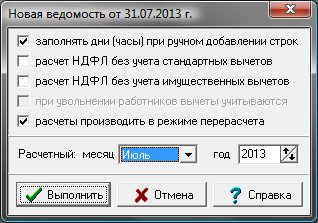 Новая ведомость от 31.07.2013 г.
заполнять дни (часы) при ручном добавлении строк
расчет НДФЛ без учета стандартных вычетов
расчет НДФЛ без учета имущественных вычетов
при увольнении работников вычеты учитываются
расчеты производить в режиме перерасчета
Расчетный: месяц Июль год 2013
Выполнить Отмена ? Справка